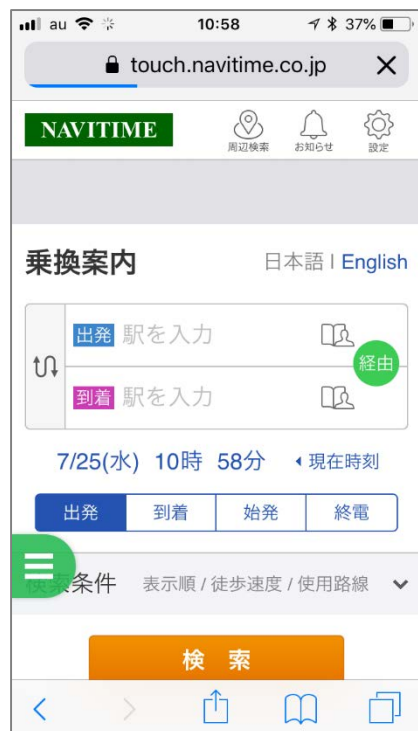 au 10:58 37%
touch.navitime.co.jp
NAVITIME 周辺検索 お知らせ 設定
乗換案内 日本語 | English
出発 駅を入力
経由
到着 駅を入力
7/25(水) 10時 58分 現在時刻
出発 到着 始発 終電
検索条件 表示順 / 徒歩速度 / 使用路線
検 索